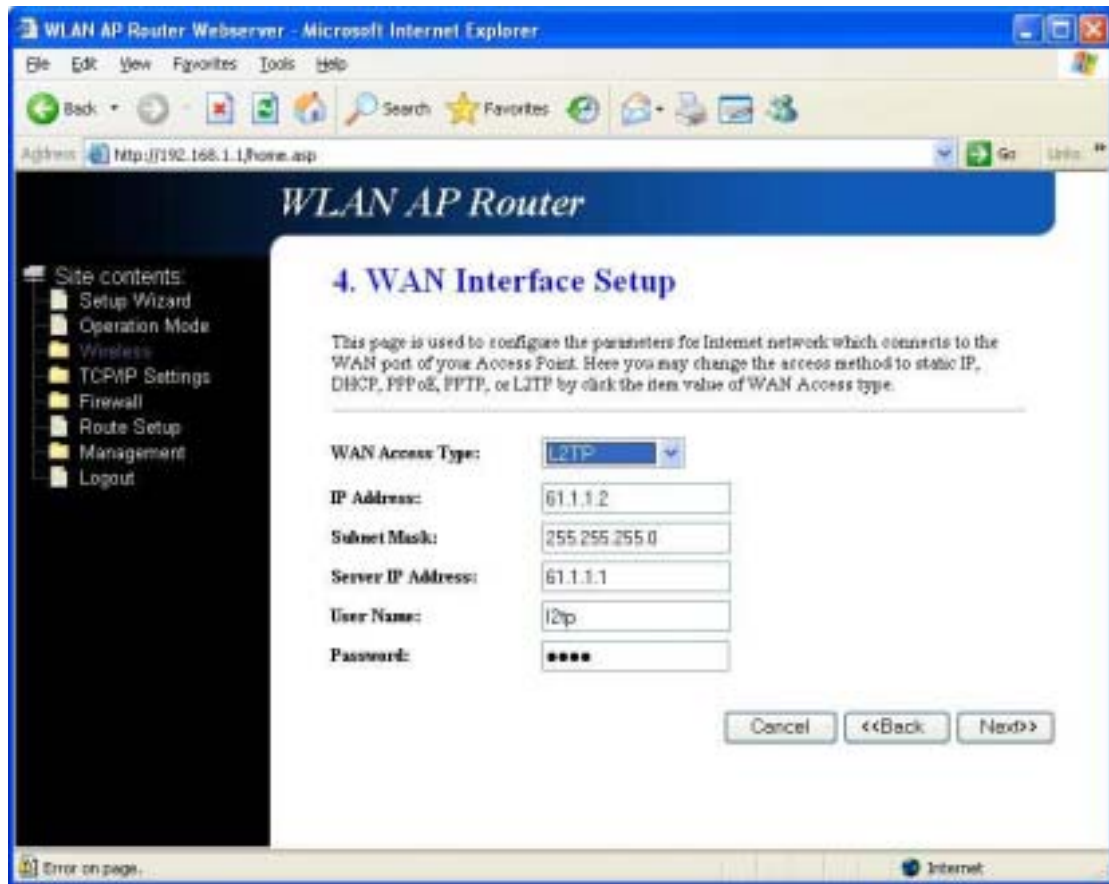 WLAN AP Router Webserver - Microsoft Internet Explorer
File Edit View Favorites Tools Help
Back Search Favorites
Address http://192.168.1.1/home.asp Go Links »
WLAN AP Router
Site contents:
Setup Wizard
Operation Mode
Wireless
TCP/IP Settings
Firewall
Route Setup
Management
Logout
4. WAN Interface Setup
This page is used to configure the parameters for Internet network which connects to the
WAN port of your Access Point. Here you may change the access method to static IP,
DHCP, PPPoE, PPTP, or L2TP by click the item value of WAN Access type.
WAN Access Type: L2TP
IP Address: 61.1.1.2
Subnet Mask: 255.255.255.0
Server IP Address: 61.1.1.1
User Name: l2tp
Password: ●●●●
Cancel <<Back Next>>
Error on page. Internet